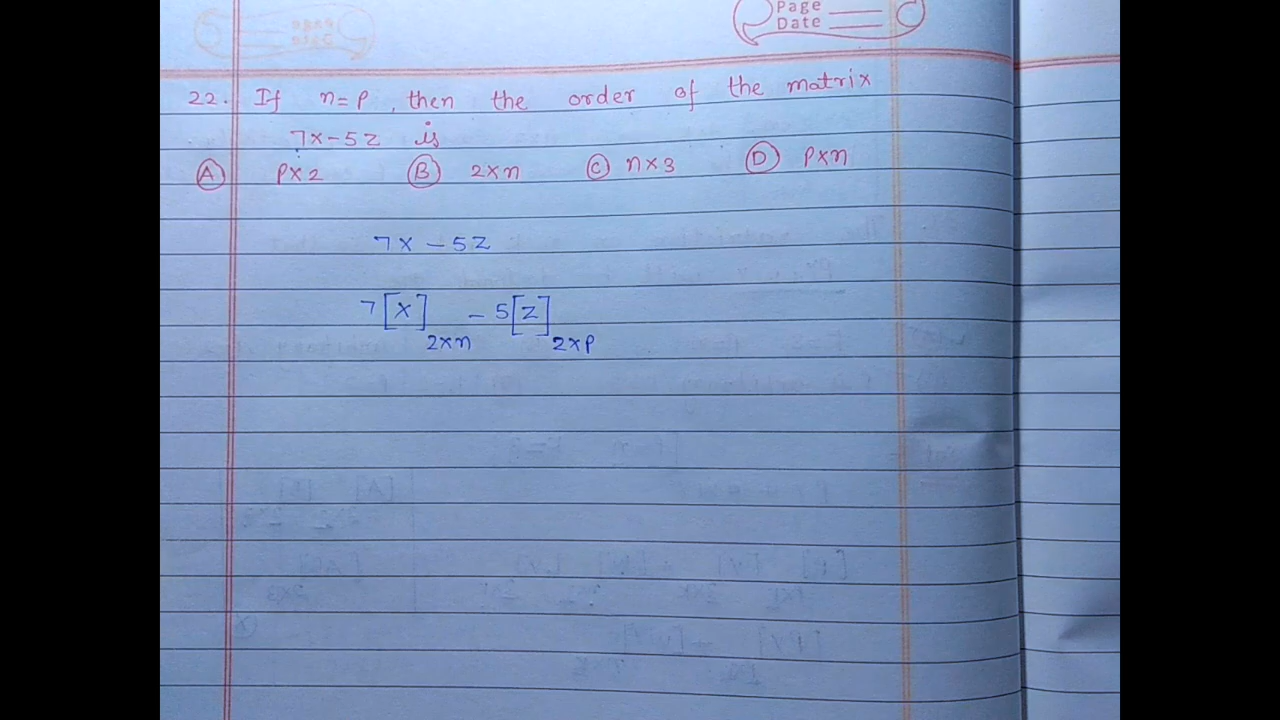 Page
Date
22. If n=P, then the order of the matrix
7x-5z is
(A) P×2 (B) 2×n (C) n×3 (D) P×n
7x - 5z
7[x]2×n - 5[z]2×p